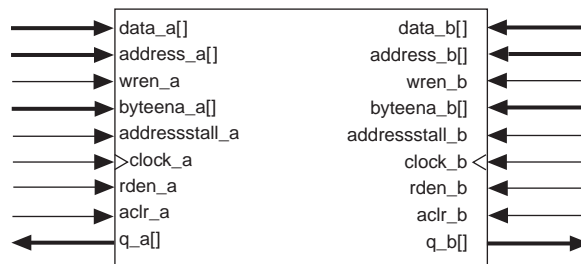 data_a[] data_b[]
address_a[] address_b[]
wren_a wren_b
byteena_a[] byteena_b[]
addressstall_a addressstall_b
clock_a clock_b
rden_a rden_b
aclr_a aclr_b
q_a[] q_b[]